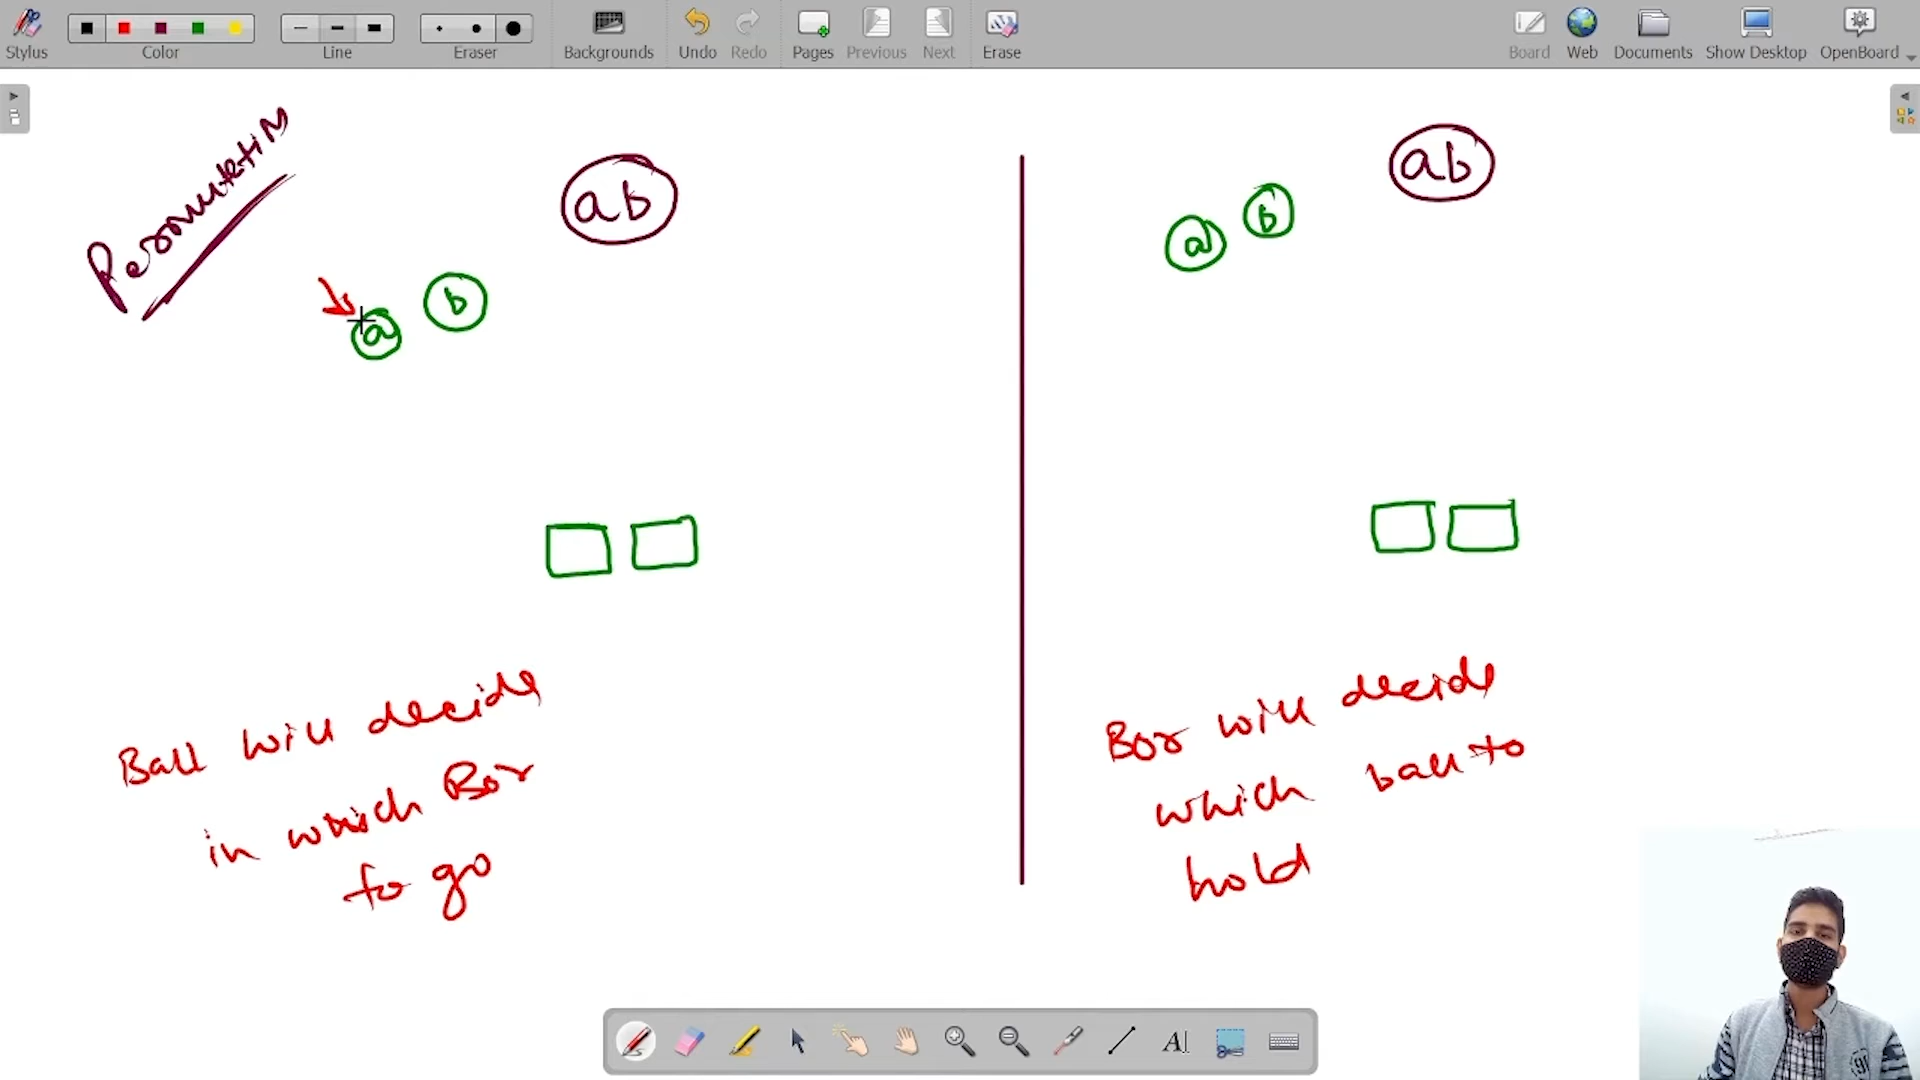 Stylus
Color
Line
Eraser
Backgrounds
Undo
Redo
Pages
Previous
Next
Erase
Board
Web
Documents
Show Desktop
OpenBoard
Permutation
ab
a
b
Ball will decide
in which Box
to go
ab
a
b
Box will decide
which ball to
hold
A